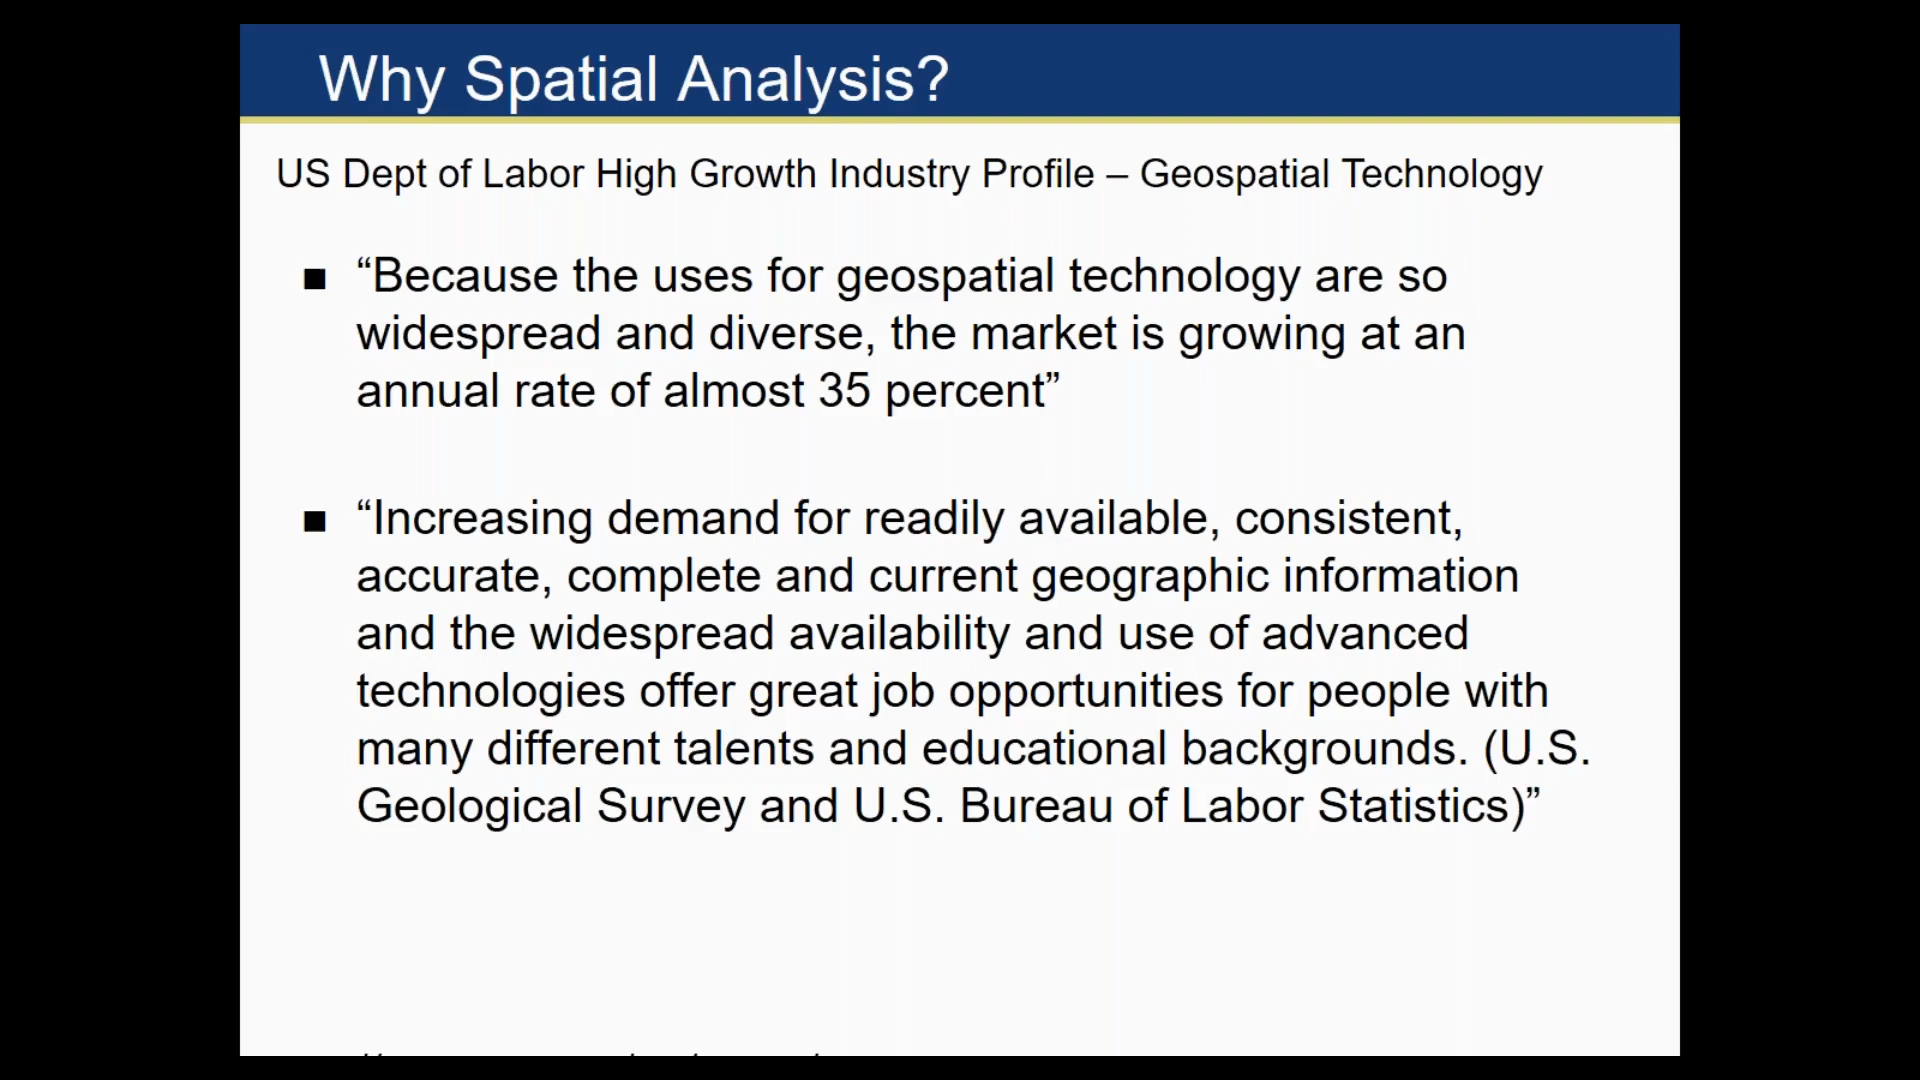 Why Spatial Analysis?
US Dept of Labor High Growth Industry Profile – Geospatial Technology
■ “Because the uses for geospatial technology are so
widespread and diverse, the market is growing at an
annual rate of almost 35 percent”
■ “Increasing demand for readily available, consistent,
accurate, complete and current geographic information
and the widespread availability and use of advanced
technologies offer great job opportunities for people with
many different talents and educational backgrounds. (U.S.
Geological Survey and U.S. Bureau of Labor Statistics)”